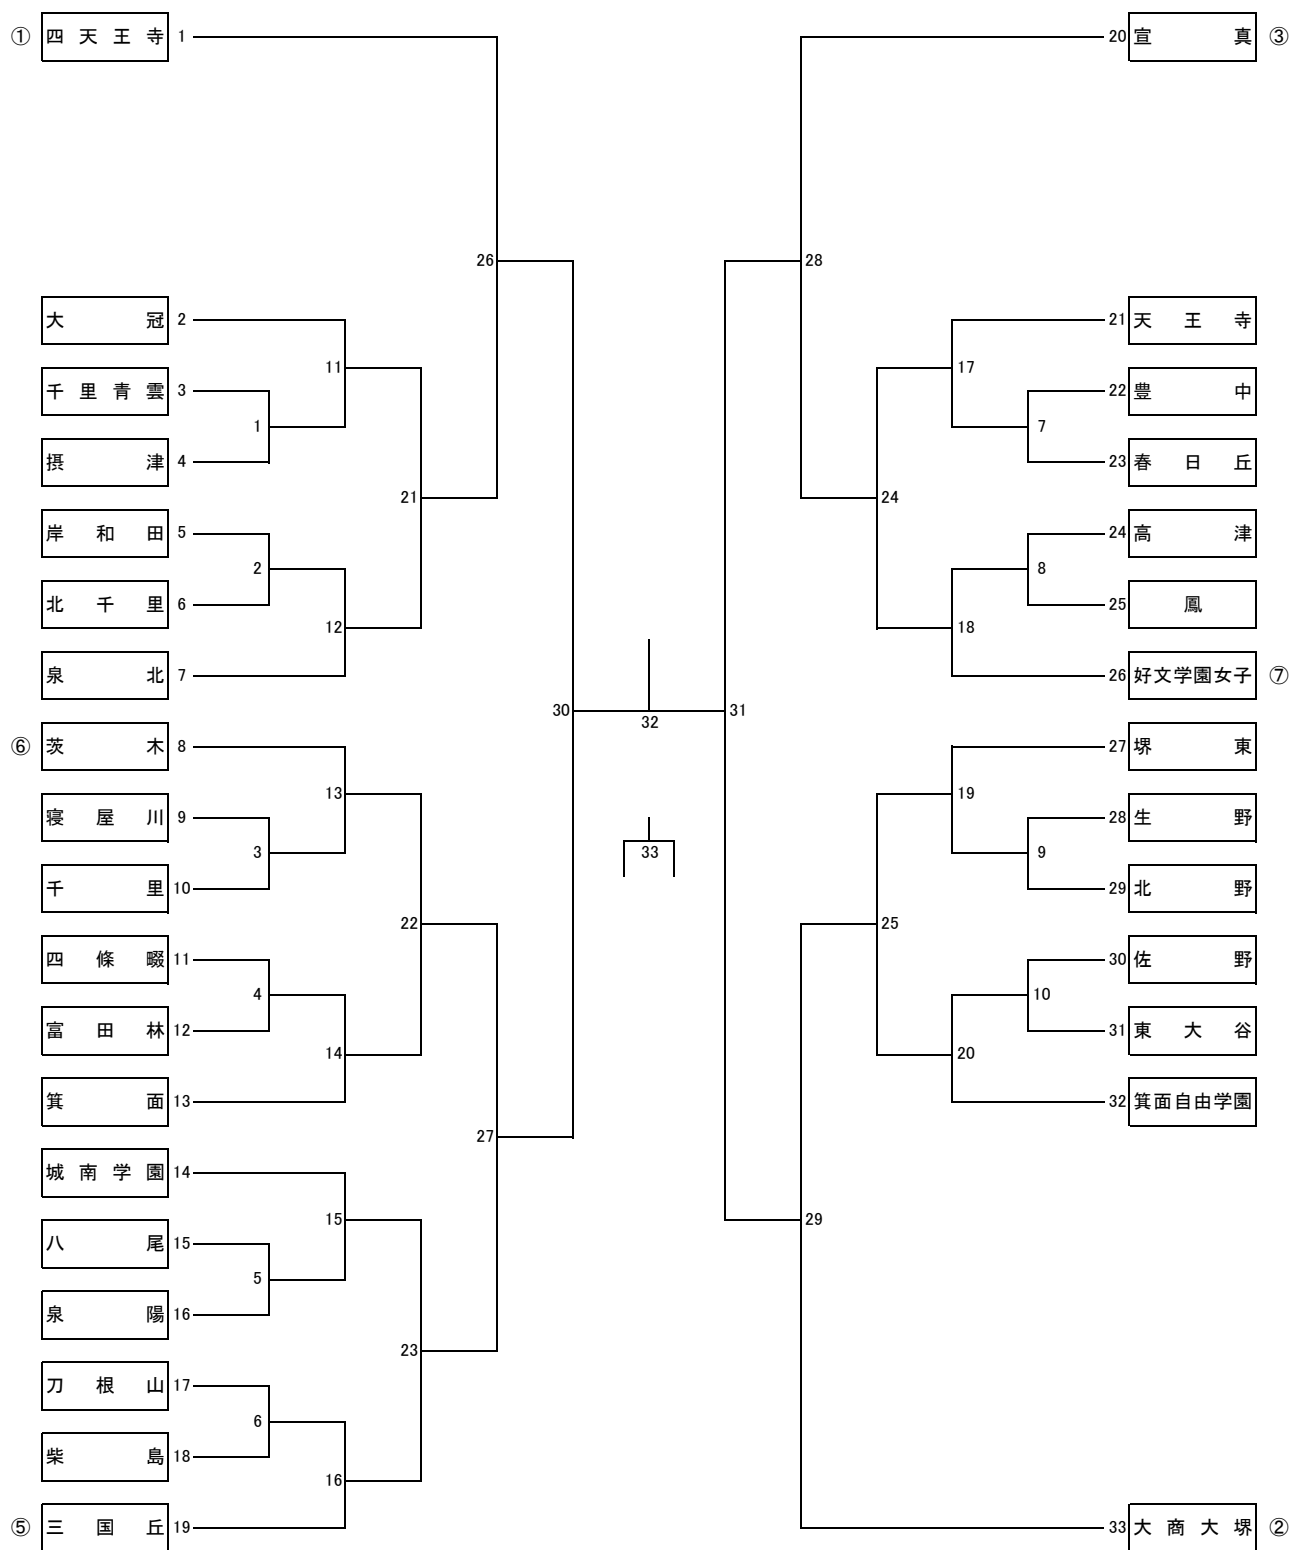 ① 四天王寺 1
大冠 2
千里青雲 3
摂津 4
岸和田 5
北千里 6
泉北 7
⑥ 茨木 8
寝屋川 9
千里 10
四條畷 11
富田林 12
箕面 13
城南学園 14
八尾 15
泉陽 16
刀根山 17
柴島 18
⑤ 三国丘 19
1
2
3
4
5
6
11
12
13
14
15
16
21
22
23
26
27
30
32
33
31
28
29
24
25
17
18
19
20
7
8
9
10
20 宣真 ③
21 天王寺
22 豊中
23 春日丘
24 高津
25 鳳
26 好文学園女子 ⑦
27 堺東
28 生野
29 北野
30 佐野
31 東大谷
32 箕面自由学園
33 大商大堺 ②